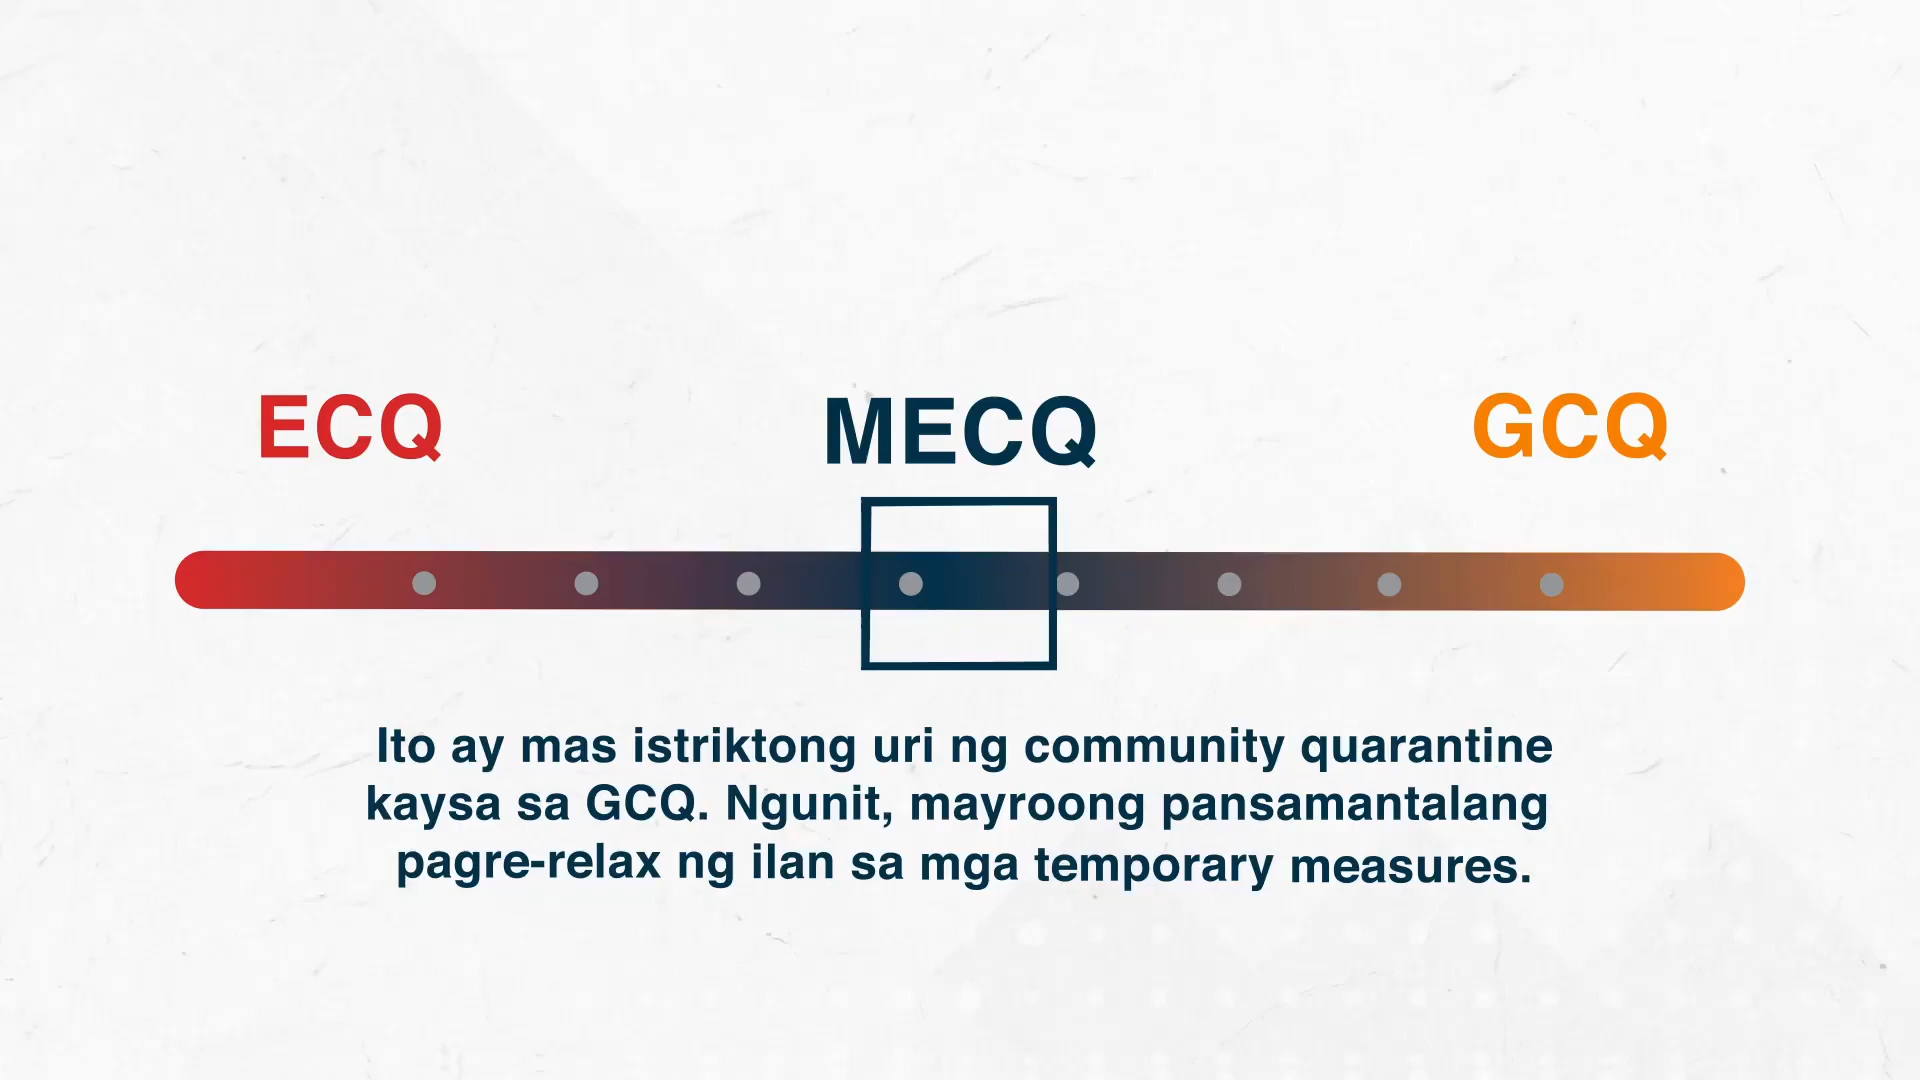 ECQ MECQ GCQ
Ito ay mas istriktong uri ng community quarantine
kaysa sa GCQ. Ngunit, mayroong pansamantalang
pagre-relax ng ilan sa mga temporary measures.